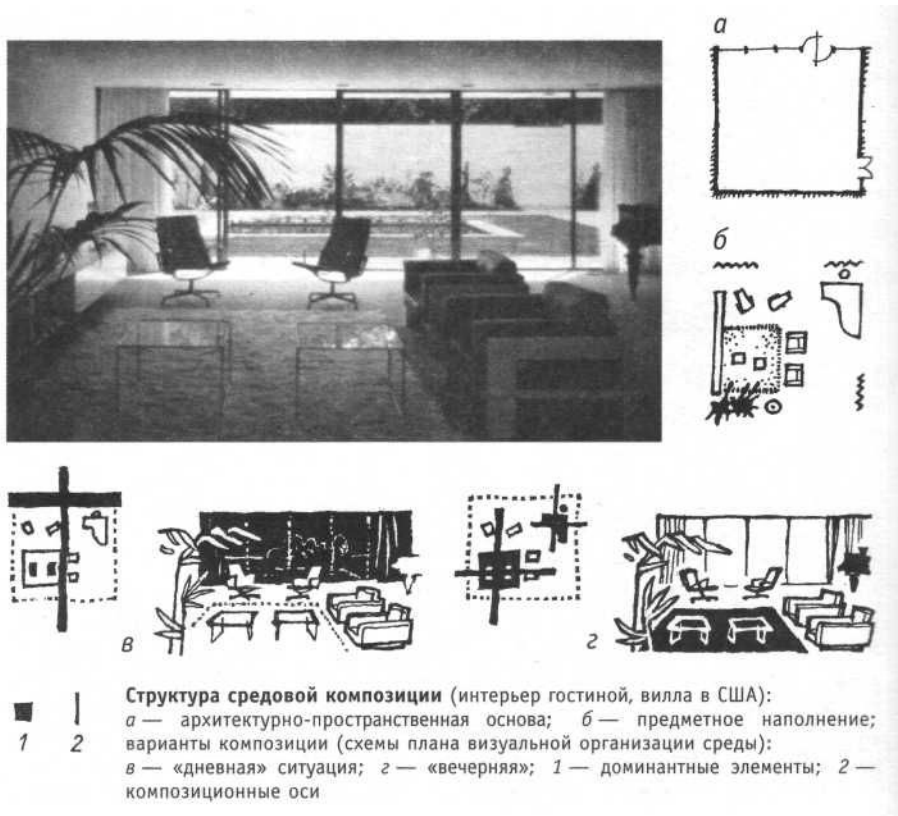 а
б
в
г
1
2
Структура средовой композиции (интерьер гостиной, вилла в США):
а — архитектурно-пространственная основа; б — предметное наполнение;
варианты композиции (схемы плана визуальной организации среды):
в — «дневная» ситуация; г — «вечерняя»; 1 — доминантные элементы; 2 —
композиционные оси